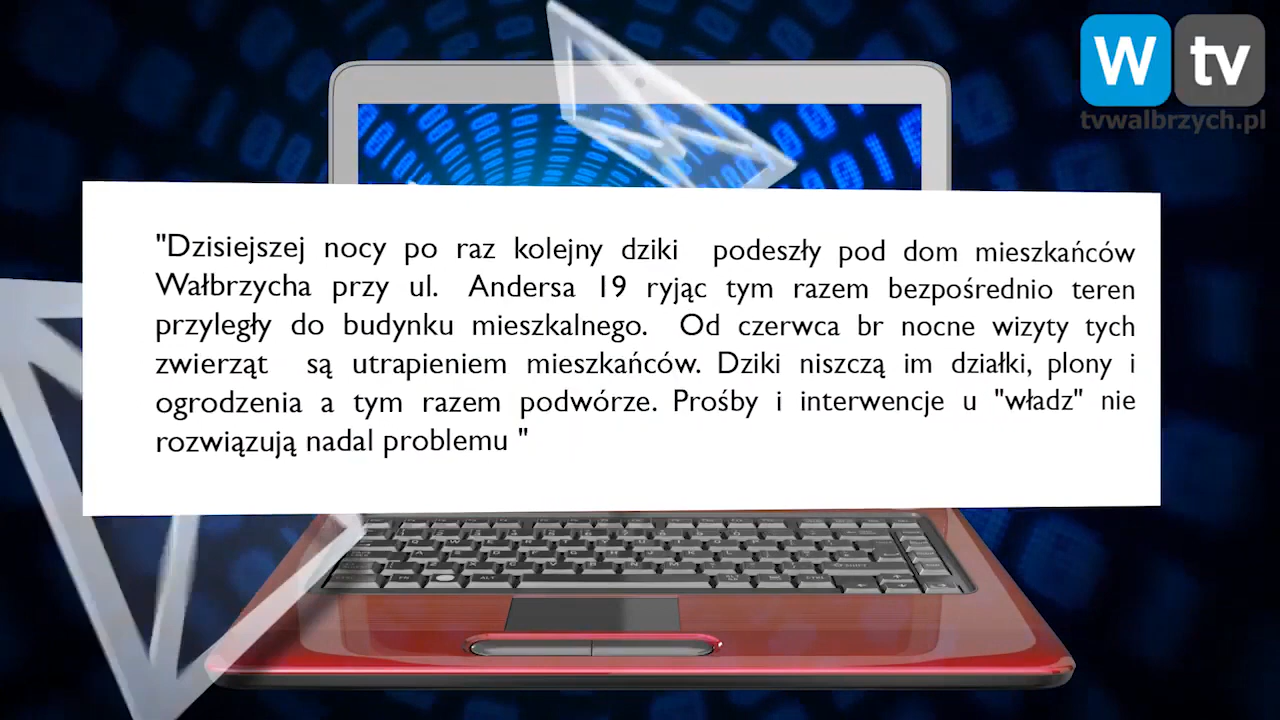 W tv
tvwalbrzych.pl
"Dzisiejszej nocy po raz kolejny dziki podeszły pod dom mieszkańców
Wałbrzycha przy ul. Andersa 19 ryjąc tym razem bezpośrednio teren
przyległy do budynku mieszkalnego. Od czerwca br nocne wizyty tych
zwierząt są utrapieniem mieszkańców. Dziki niszczą im działki, plony i
ogrodzenia a tym razem podwórze. Prośby i interwencje u "władz" nie
rozwiązują nadal problemu "